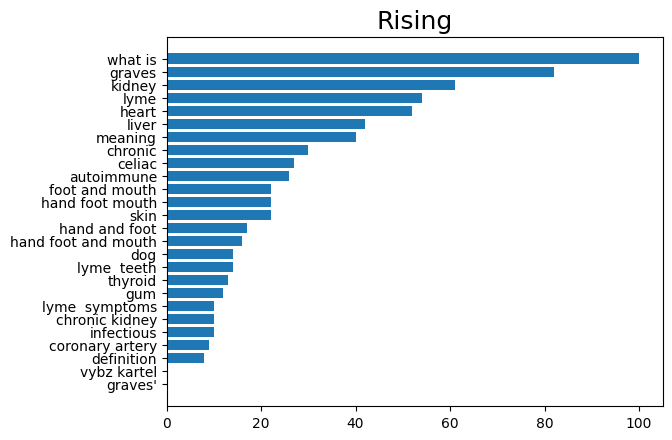 Rising
what is
graves
kidney
lyme
heart
liver
meaning
chronic
celiac
autoimmune
foot and mouth
hand foot mouth
skin
hand and foot
hand foot and mouth
dog
lyme  teeth
thyroid
gum
lyme  symptoms
chronic kidney
infectious
coronary artery
definition
vybz kartel
graves'
0 20 40 60 80 100